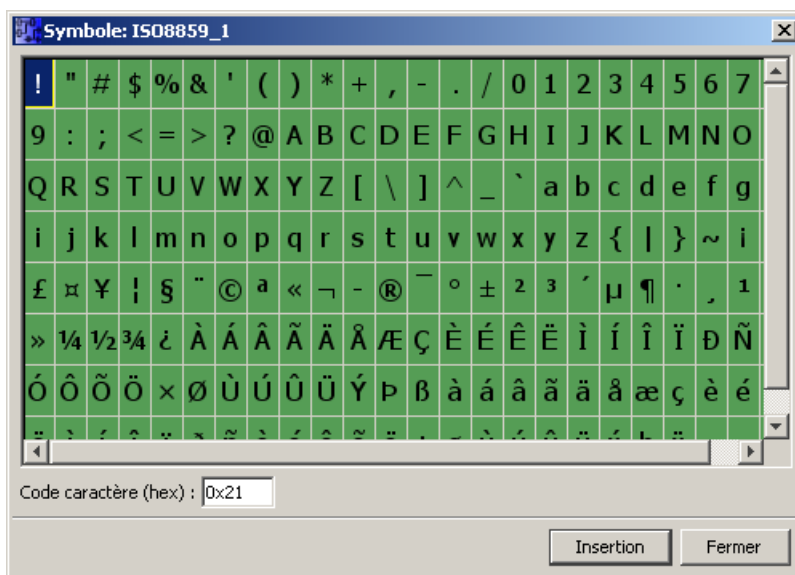 Symbole: ISO8859_1
! " # $ % & ' ( ) * + , - . / 0 1 2 3 4 5 6 7
9 : ; < = > ? @ A B C D E F G H I J K L M N O
Q R S T U V W X Y Z [ \ ] ^ _ ` a b c d e f g
i j k l m n o p q r s t u v w x y z { | } ~ ¡
£ ¤ ¥ ¦ § ¨ © ª « ¬ - ® ¯ ° ± ² ³ ´ µ ¶ · ¸ ¹
» ¼ ½ ¾ ¿ À Á Â Ã Ä Å Æ Ç È É Ê Ë Ì Í Î Ï Ð Ñ
Ó Ô Õ Ö × Ø Ù Ú Û Ü Ý Þ ß à á â ã ä å æ ç è é
Code caractère (hex) : 0x21
Insertion Fermer